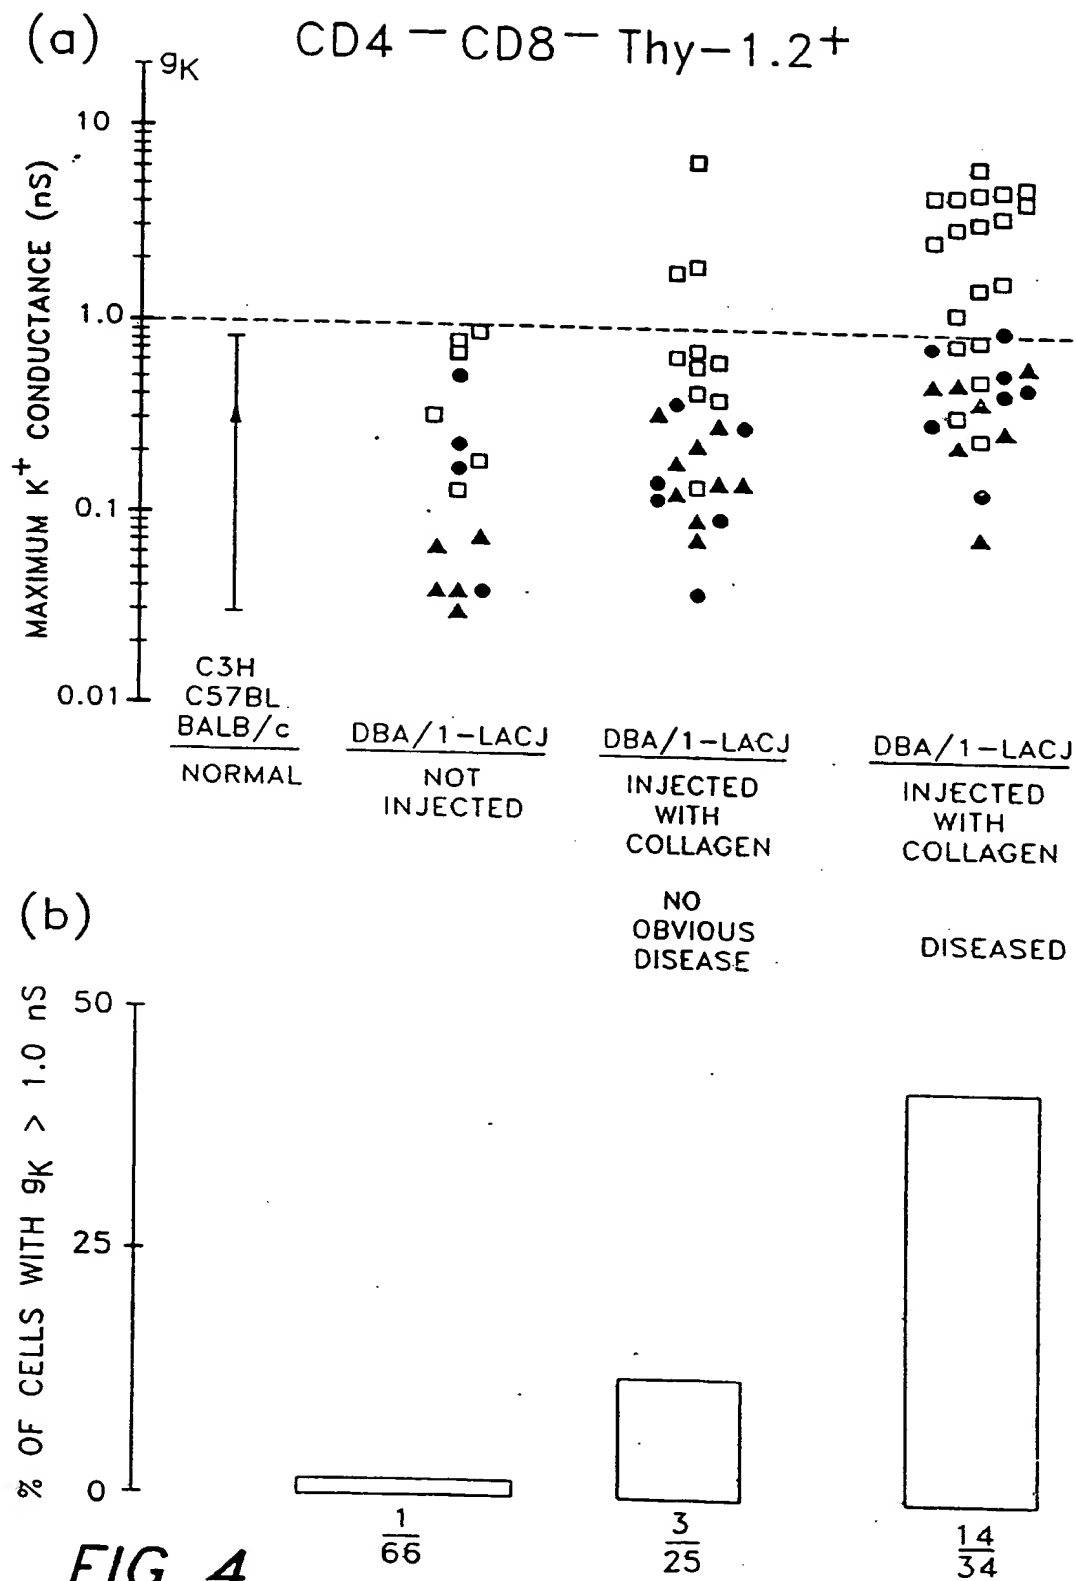 (a) CD4⁻CD8⁻ Thy-1.2⁺
gK
MAXIMUM K⁺ CONDUCTANCE (nS)
10
1.0
0.1
0.01
C3H
C57BL
BALB/c
NORMAL
DBA/1-LACJ
NOT
INJECTED
DBA/1-LACJ
INJECTED
WITH
COLLAGEN
NO
OBVIOUS
DISEASE
DBA/1-LACJ
INJECTED
WITH
COLLAGEN
DISEASED
(b)
% OF CELLS WITH gK > 1.0 nS
50
25
0
1
66
3
25
14
34
FIG 4